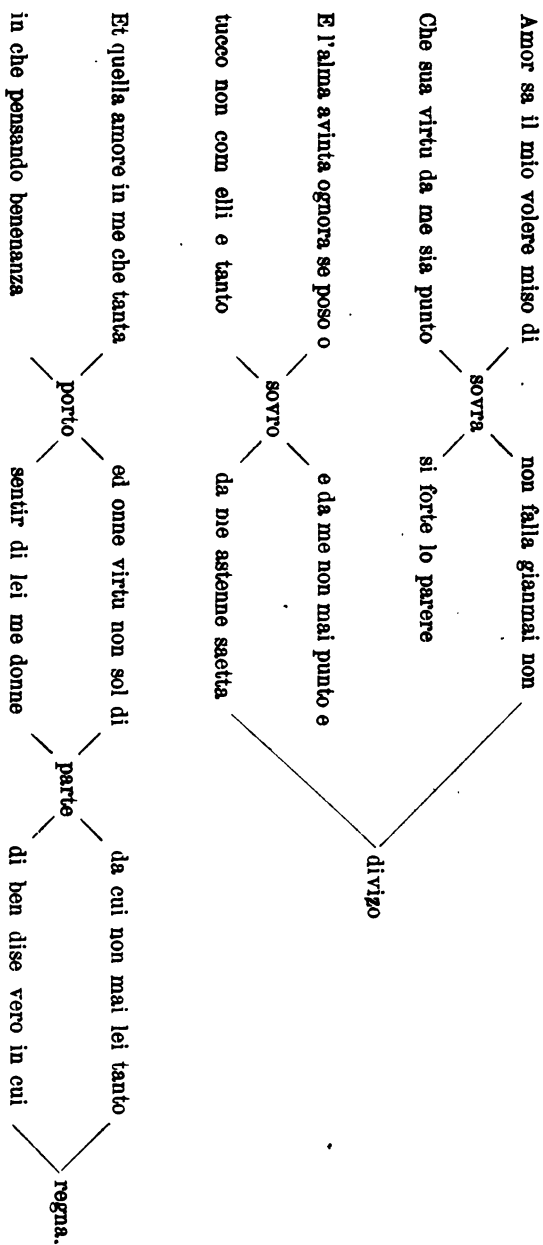 Amor sa il mio volere miso di non falla gianmai non
sovra
Che sua virtu da me sia punto si forte lo parere
divizo
E l'alma avinta ognora se poso o e da me non mai punto e
sovro
tucco non com elli e tanto da me astenne saetta
Et quella amore in me che tanta ed onne virtu non sol di da cui non mai lei tanto
porto parte regna.
in che pensando benenanza sentir di lei me donne di ben dise vero in cui